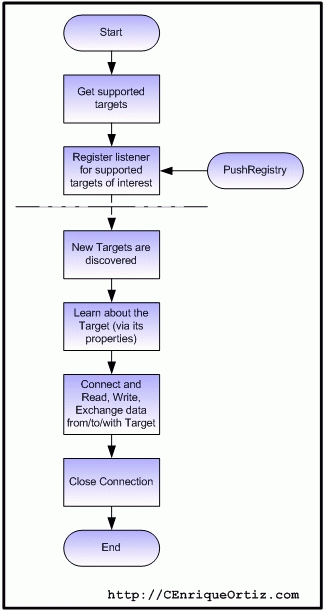 Start
Get supported
targets
Register listener
for supported
targets of interest
PushRegistry
New Targets are
discovered
Learn about the
Target (via its
properties)
Connect and
Read, Write,
Exchange data
from/to/with Target
Close Connection
End
http://CEnriqueOrtiz.com